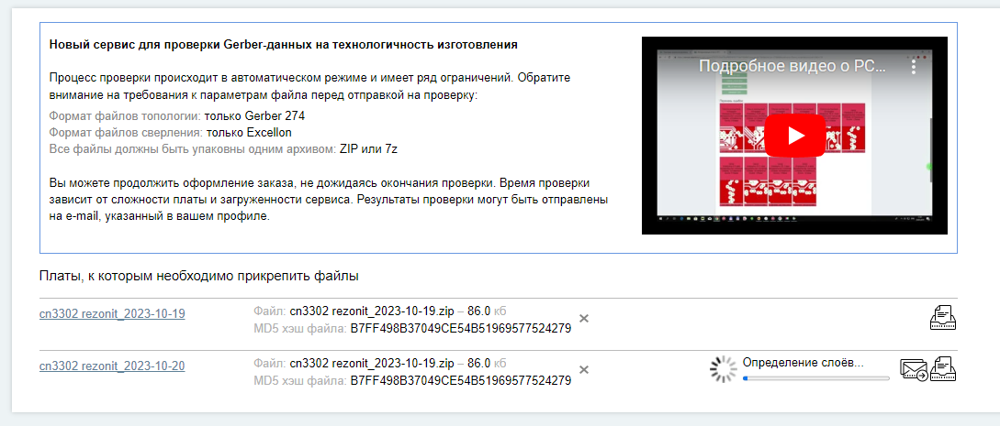 Новый сервис для проверки Gerber-данных на технологичность изготовления
Процесс проверки происходит в автоматическом режиме и имеет ряд ограничений. Обратите
внимание на требования к параметрам файла перед отправкой на проверку:
Формат файлов топологии: только Gerber 274
Формат файлов сверления: только Excellon
Все файлы должны быть упаковны одним архивом: ZIP или 7z
Вы можете продолжить оформление заказа, не дожидаясь окончания проверки. Время проверки
зависит от сложности платы и загруженности сервиса. Результаты проверки могут быть отправлены
на e-mail, указанный в вашем профиле.
Подробное видео о PC...
Платы, к которым необходимо прикрепить файлы
cn3302 rezonit_2023-10-19
Файл: cn3302 rezonit_2023-10-19.zip – 86.0 кб
MD5 хэш файла: B7FF498B37049CE54B51969577524279
cn3302 rezonit_2023-10-20
Файл: cn3302 rezonit_2023-10-19.zip – 86.0 кб
MD5 хэш файла: B7FF498B37049CE54B51969577524279
Определение слоёв...